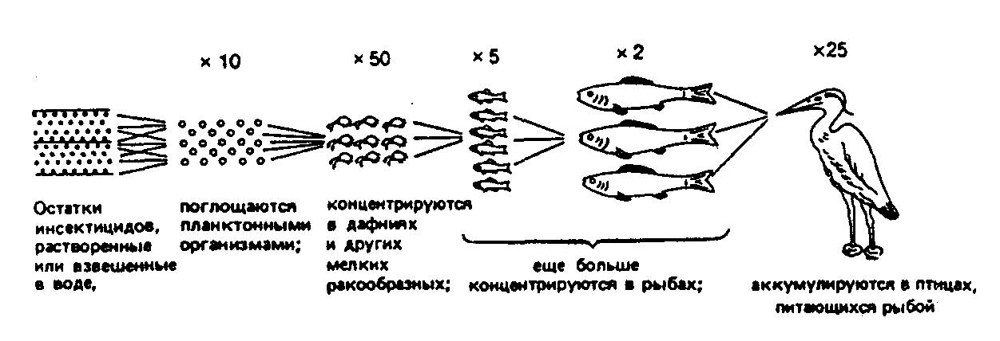 × 10
× 50
× 5
× 2
×25
Остатки
инсектицидов,
растворенные
или взвешенные
в воде,
поглощаются
планктонными
организмами;
концентрируются
в дафниях
и других
мелких
ракообразных;
еще больше
концентрируются в рыбах;
аккумулируются в птицах,
питающихся рыбой